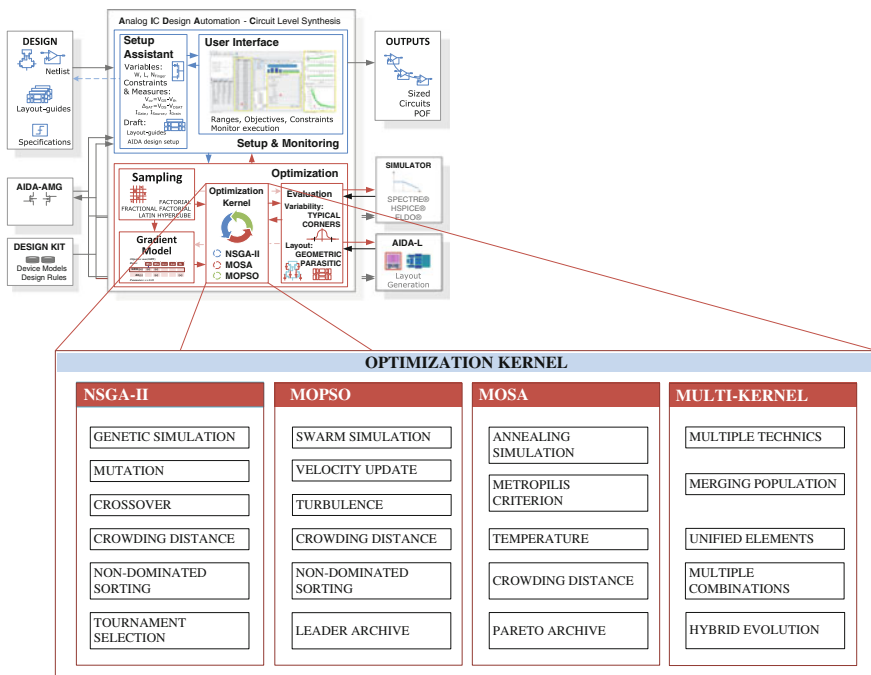 Analog IC Design Automation - Circuit Level Synthesis
DESIGN
Netlist
Layout-guides
Specifications
AIDA-AMG
DESIGN KIT
Device Models
Design Rules
Setup
Assistant
Variables:
W, L, Nfinger
Constraints
& Measures:
Draft:
Layout-guides
AIDA design setup
User Interface
Ranges, Objectives, Constraints
Monitor execution
Setup & Monitoring
OUTPUTS
Sized
Circuits
POF
Optimization
Sampling
FACTORIAL
FRACTIONAL FACTORIAL
LATIN HYPERCUBE
Gradient
Model
Optimization
Kernel
NSGA-II
MOSA
MOPSO
Evaluation
Variability:
TYPICAL
CORNERS
Layout:
GEOMETRIC
PARASITIC
SIMULATOR
SPECTRE®
HSPICE®
ELDO®
AIDA-L
Layout
Generation
OPTIMIZATION KERNEL
NSGA-II
GENETIC SIMULATION
MUTATION
CROSSOVER
CROWDING DISTANCE
NON-DOMINATED
SORTING
TOURNAMENT
SELECTION
MOPSO
SWARM SIMULATION
VELOCITY UPDATE
TURBULENCE
CROWDING DISTANCE
NON-DOMINATED
SORTING
LEADER ARCHIVE
MOSA
ANNEALING
SIMULATION
METROPILIS
CRITERION
TEMPERATURE
CROWDING DISTANCE
PARETO ARCHIVE
MULTI-KERNEL
MULTIPLE TECHNICS
MERGING POPULATION
UNIFIED ELEMENTS
MULTIPLE
COMBINATIONS
HYBRID EVOLUTION